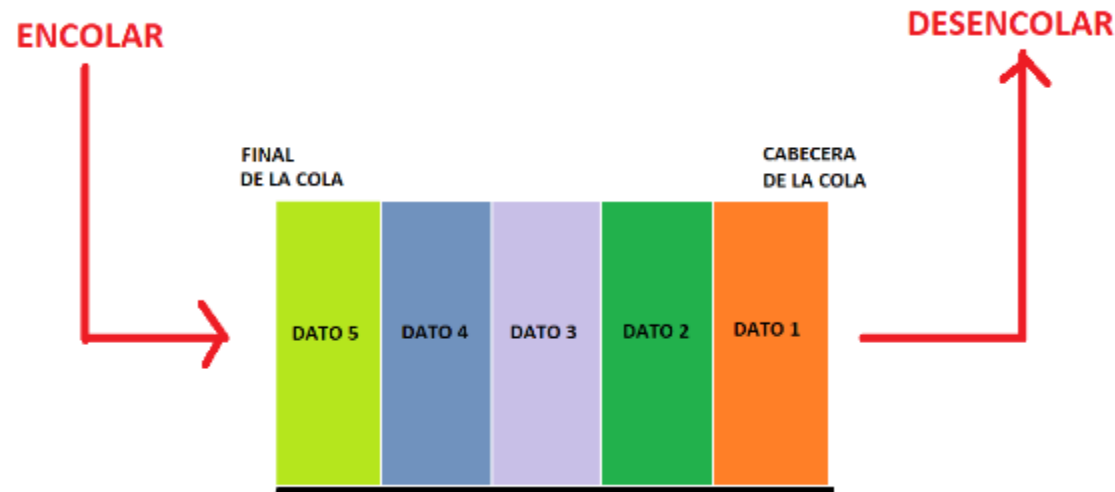 ENCOLAR
DESENCOLAR
FINAL
DE LA COLA
CABECERA
DE LA COLA
DATO 5
DATO 4
DATO 3
DATO 2
DATO 1